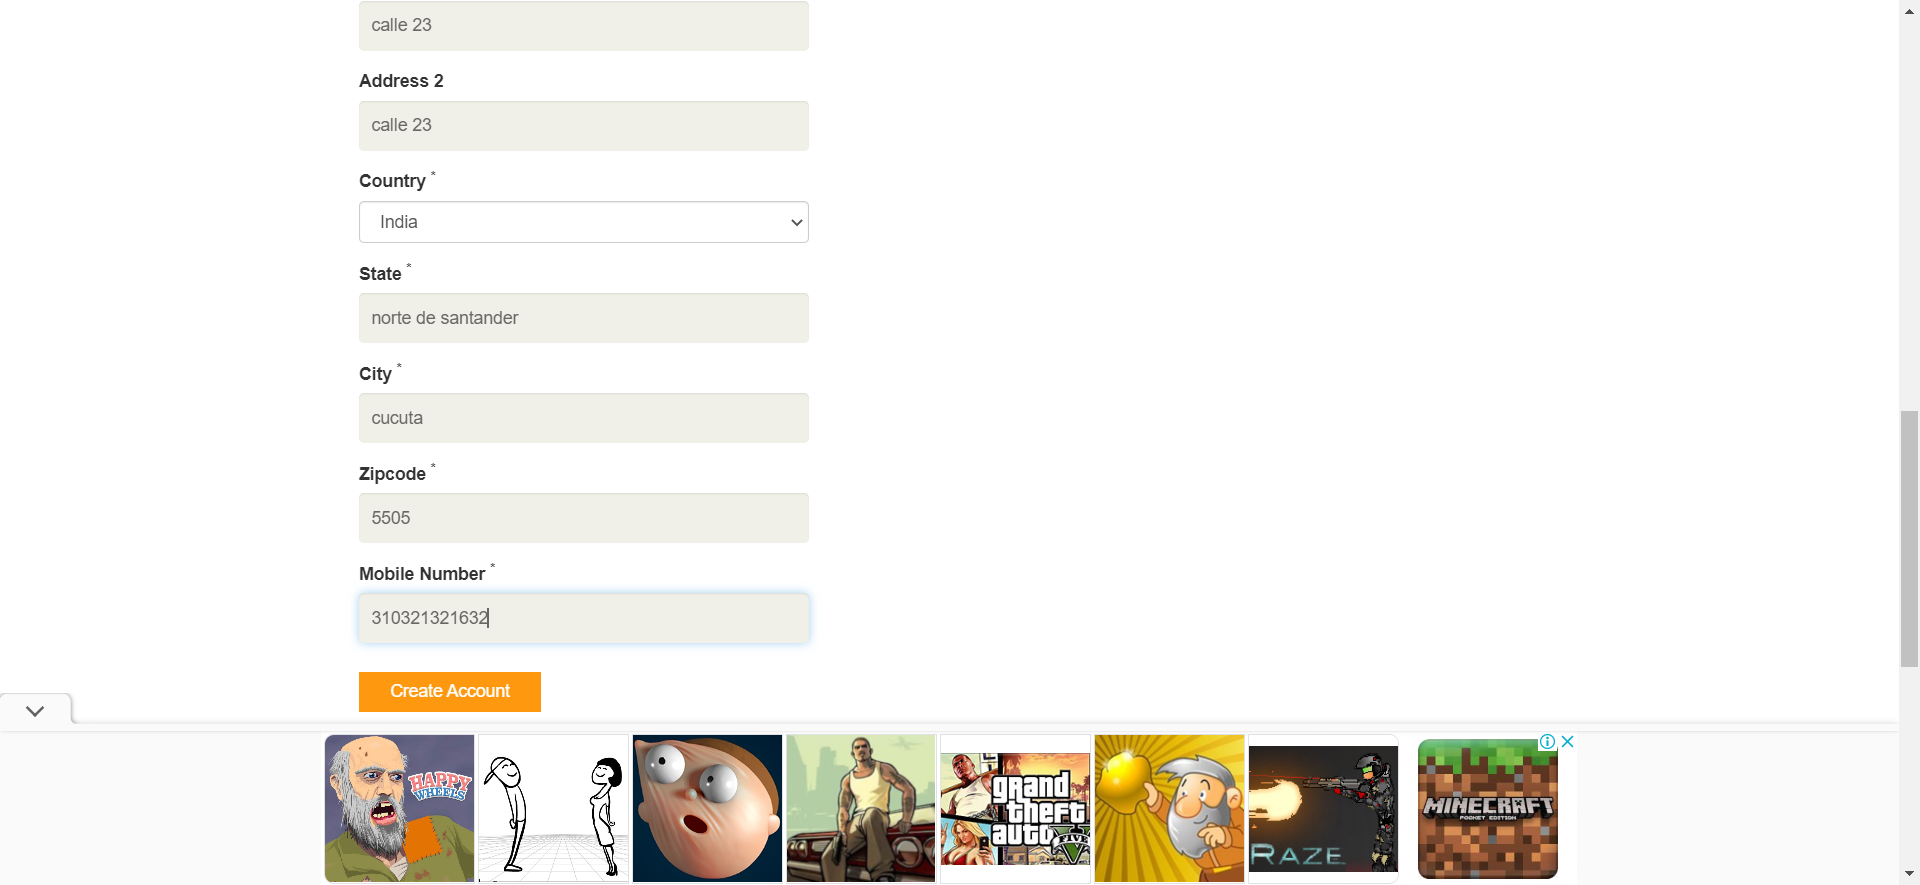 calle 23
Address 2
calle 23
Country *
India
State *
norte de santander
City *
cucuta
Zipcode *
5505
Mobile Number *
310321321632
Create Account
HAPPY
WHEELS
grand
theft
auto
FIVE
RAZE
MINECRAFT
POCKET EDITION